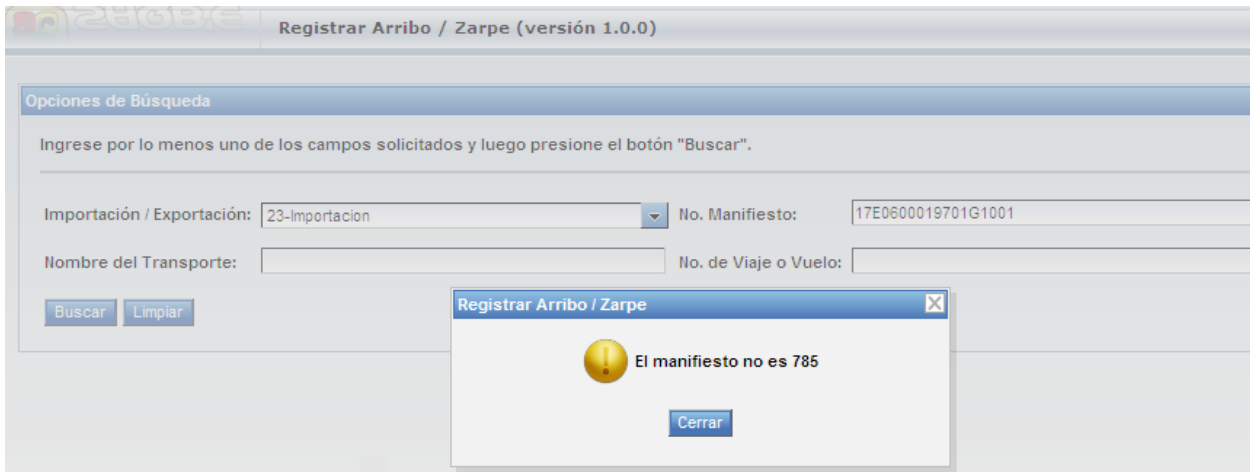 Registrar Arribo / Zarpe (versión 1.0.0)
Opciones de Búsqueda
Ingrese por lo menos uno de los campos solicitados y luego presione el botón "Buscar".
Importación / Exportación: 23-Importacion No. Manifiesto: 17E0600019701G1001
Nombre del Transporte: No. de Viaje o Vuelo:
Buscar Limpiar
Registrar Arribo / Zarpe
El manifiesto no es 785
Cerrar